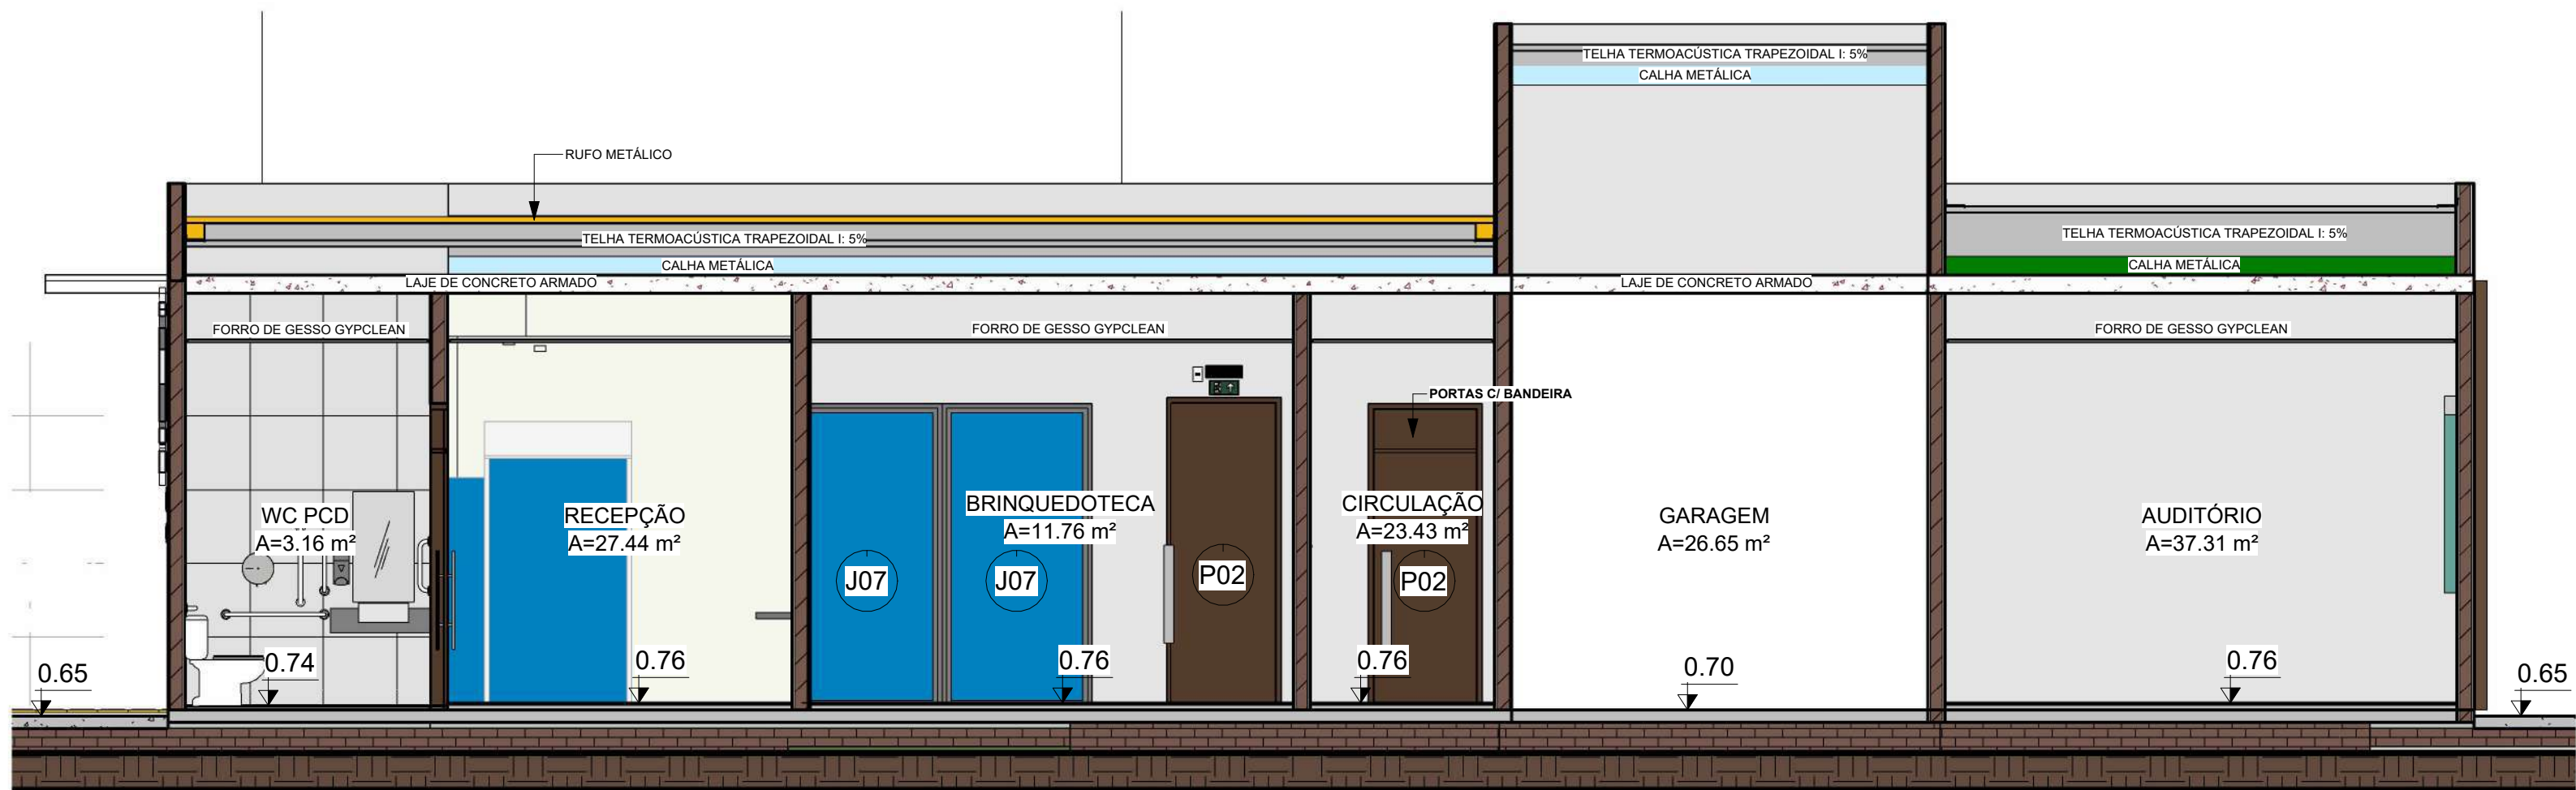 TELHA TERMOACÚSTICA TRAPEZOIDAL I: 5%
CALHA METÁLICA
RUFO METÁLICO
TELHA TERMOACÚSTICA TRAPEZOIDAL I: 5%
CALHA METÁLICA
LAJE DE CONCRETO ARMADO
LAJE DE CONCRETO ARMADO
TELHA TERMOACÚSTICA TRAPEZOIDAL I: 5%
CALHA METÁLICA
FORRO DE GESSO GYPCLEAN
FORRO DE GESSO GYPCLEAN
FORRO DE GESSO GYPCLEAN
PORTAS C/ BANDEIRA
WC PCD
A=3.16 m²
RECEPÇÃO
A=27.44 m²
BRINQUEDOTECA
A=11.76 m²
CIRCULAÇÃO
A=23.43 m²
GARAGEM
A=26.65 m²
AUDITÓRIO
A=37.31 m²
J07
J07
P02
P02
0.65
0.74
0.76
0.76
0.76
0.70
0.76
0.65